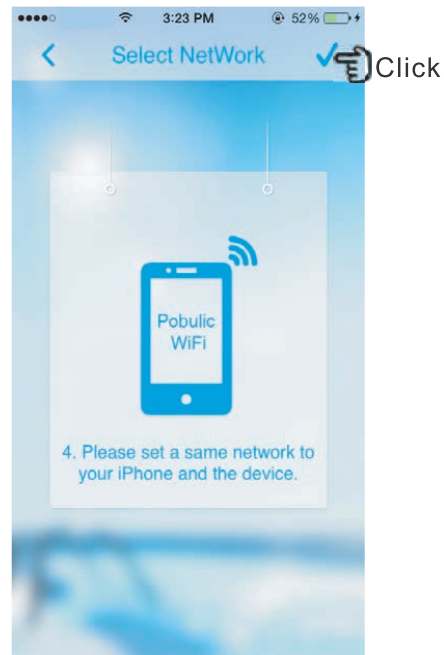 3:23 PM 52%
Select NetWork
Click
Pobulic
WiFi
4. Please set a same network to
your iPhone and the device.